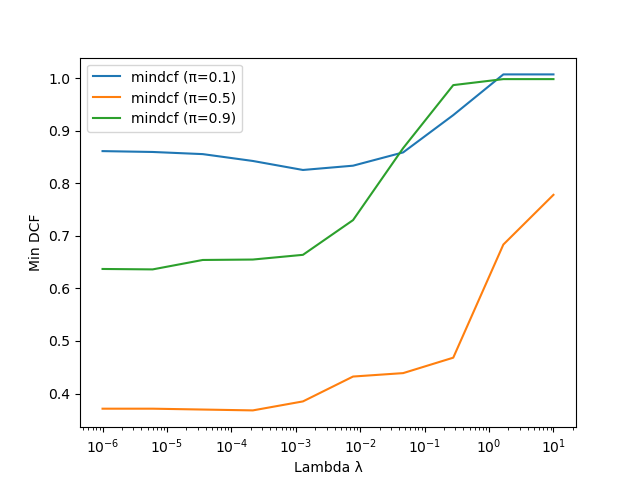 mindcf (π=0.1)
mindcf (π=0.5)
mindcf (π=0.9)
1.0
0.9
0.8
0.7
0.6
0.5
0.4
Min DCF
10⁻⁶ 10⁻⁵ 10⁻⁴ 10⁻³ 10⁻² 10⁻¹ 10⁰ 10¹
Lambda λ